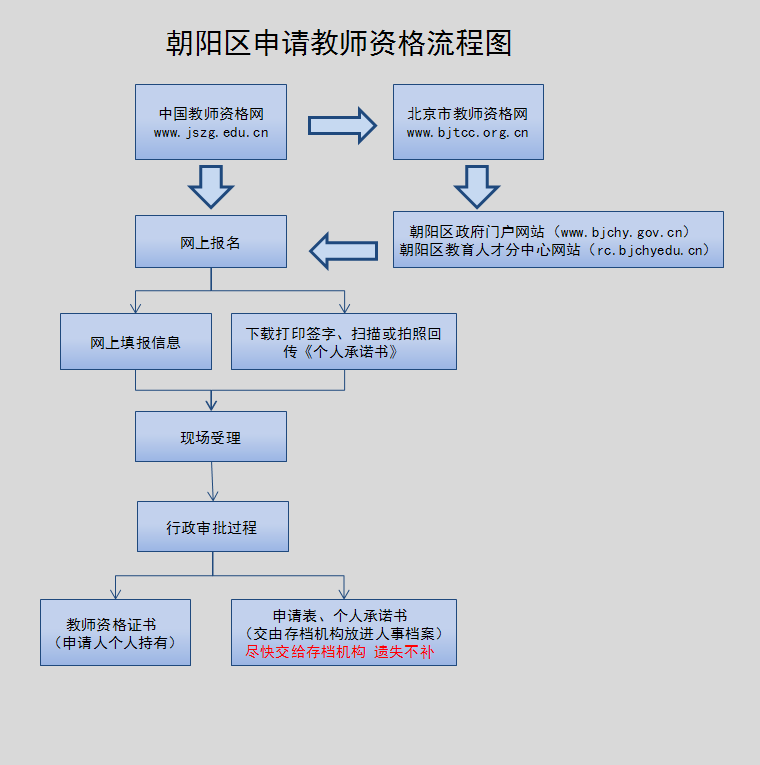 朝阳区申请教师资格流程图
中国教师资格网
www.jszg.edu.cn
北京市教师资格网
www.bjtcc.org.cn
朝阳区政府门户网站（www.bjchy.gov.cn）
朝阳区教育人才分中心网站（rc.bjchyedu.cn）
网上报名
网上填报信息
下载打印签字、扫描或拍照回
传《个人承诺书》
现场受理
行政审批过程
教师资格证书
（申请人个人持有）
申请表、个人承诺书
（交由存档机构放进人事档案）
尽快交给存档机构 遗失不补